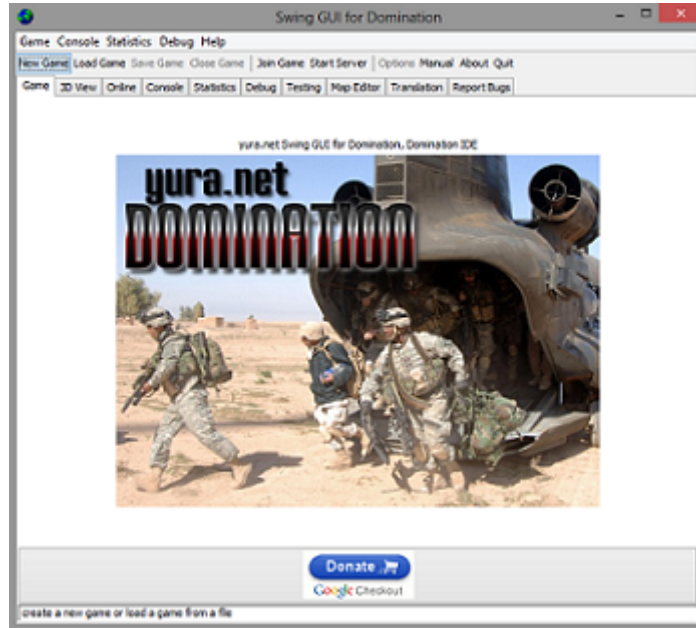 Swing GUI for Domination
Game Console Statistics Debug Help
New Game Load Game Save Game Close Game Join Game Start Server Options Manual About Quit
Game 3D View Online Console Statistics Debug Testing Map Editor Translation Report Bugs
yura.net Swing GUI for Domination, Domination IDE
yura.net
DOMINATION
Donate
Google Checkout
create a new game or load a game from a file